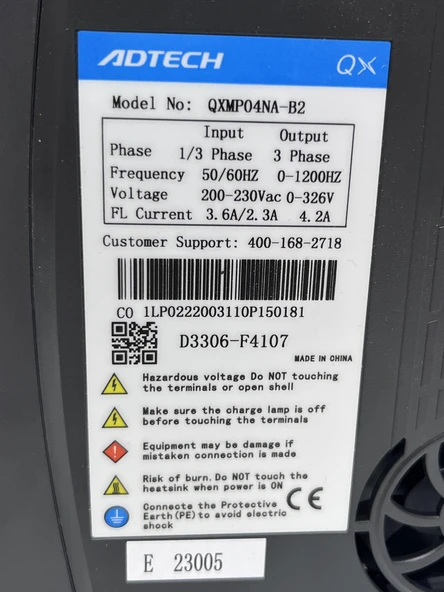 ADTECH QX
Model No: QXMP04NA-B2
Input Output
Phase 1/3 Phase 3 Phase
Frequency 50/60HZ 0-1200HZ
Voltage 200-230Vac 0-326V
FL Current 3.6A/2.3A 4.2A
Customer Support: 400-168-2718
CO 1LP0222003110P150181
D3306-F4107
MADE IN CHINA
Hazardous voltage Do NOT touching
the terminals or open shell
Make sure the charge lamp is off
before touching the terminals
Equipment may be damage if
mistaken connection is made
Risk of burn. Do NOT touch the
heatsink when power is ON
Connecte the Protective
Earth(PE) to avoid electric
shock
CE
E 23005